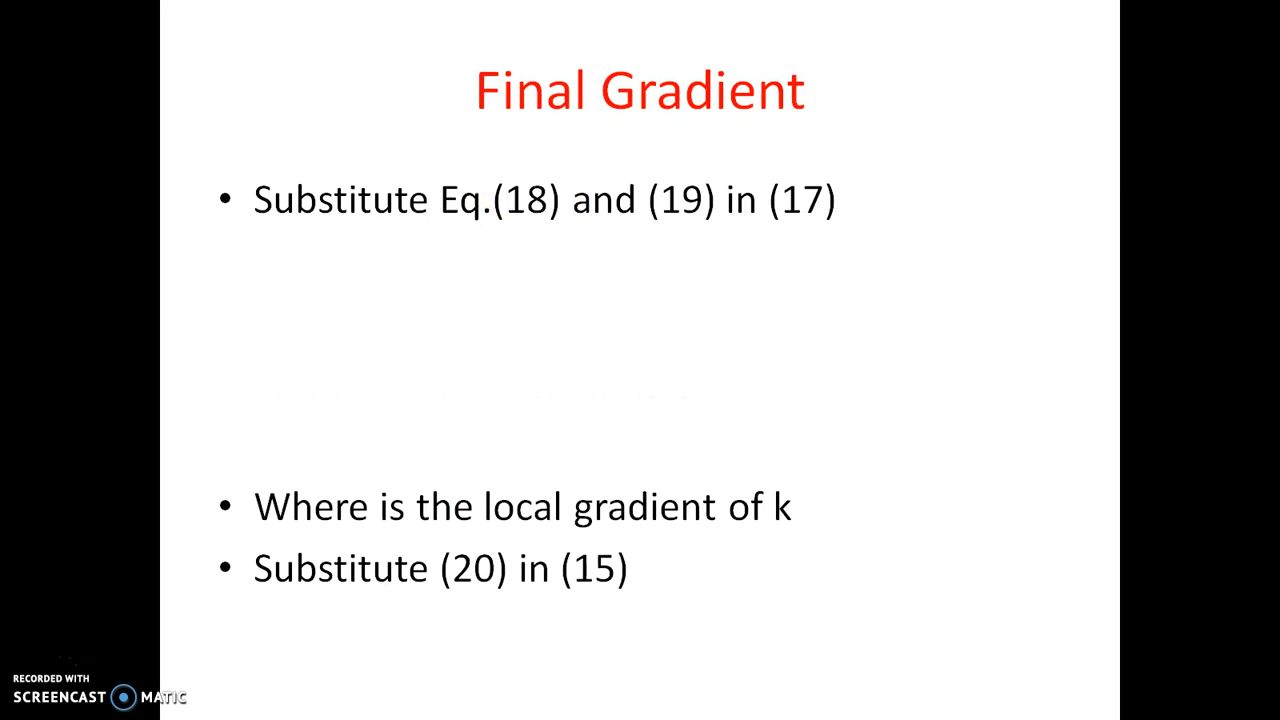 Final Gradient
• Substitute Eq.(18) and (19) in (17)
• Where is the local gradient of k
• Substitute (20) in (15)
RECORDED WITH
SCREENCAST MATIC